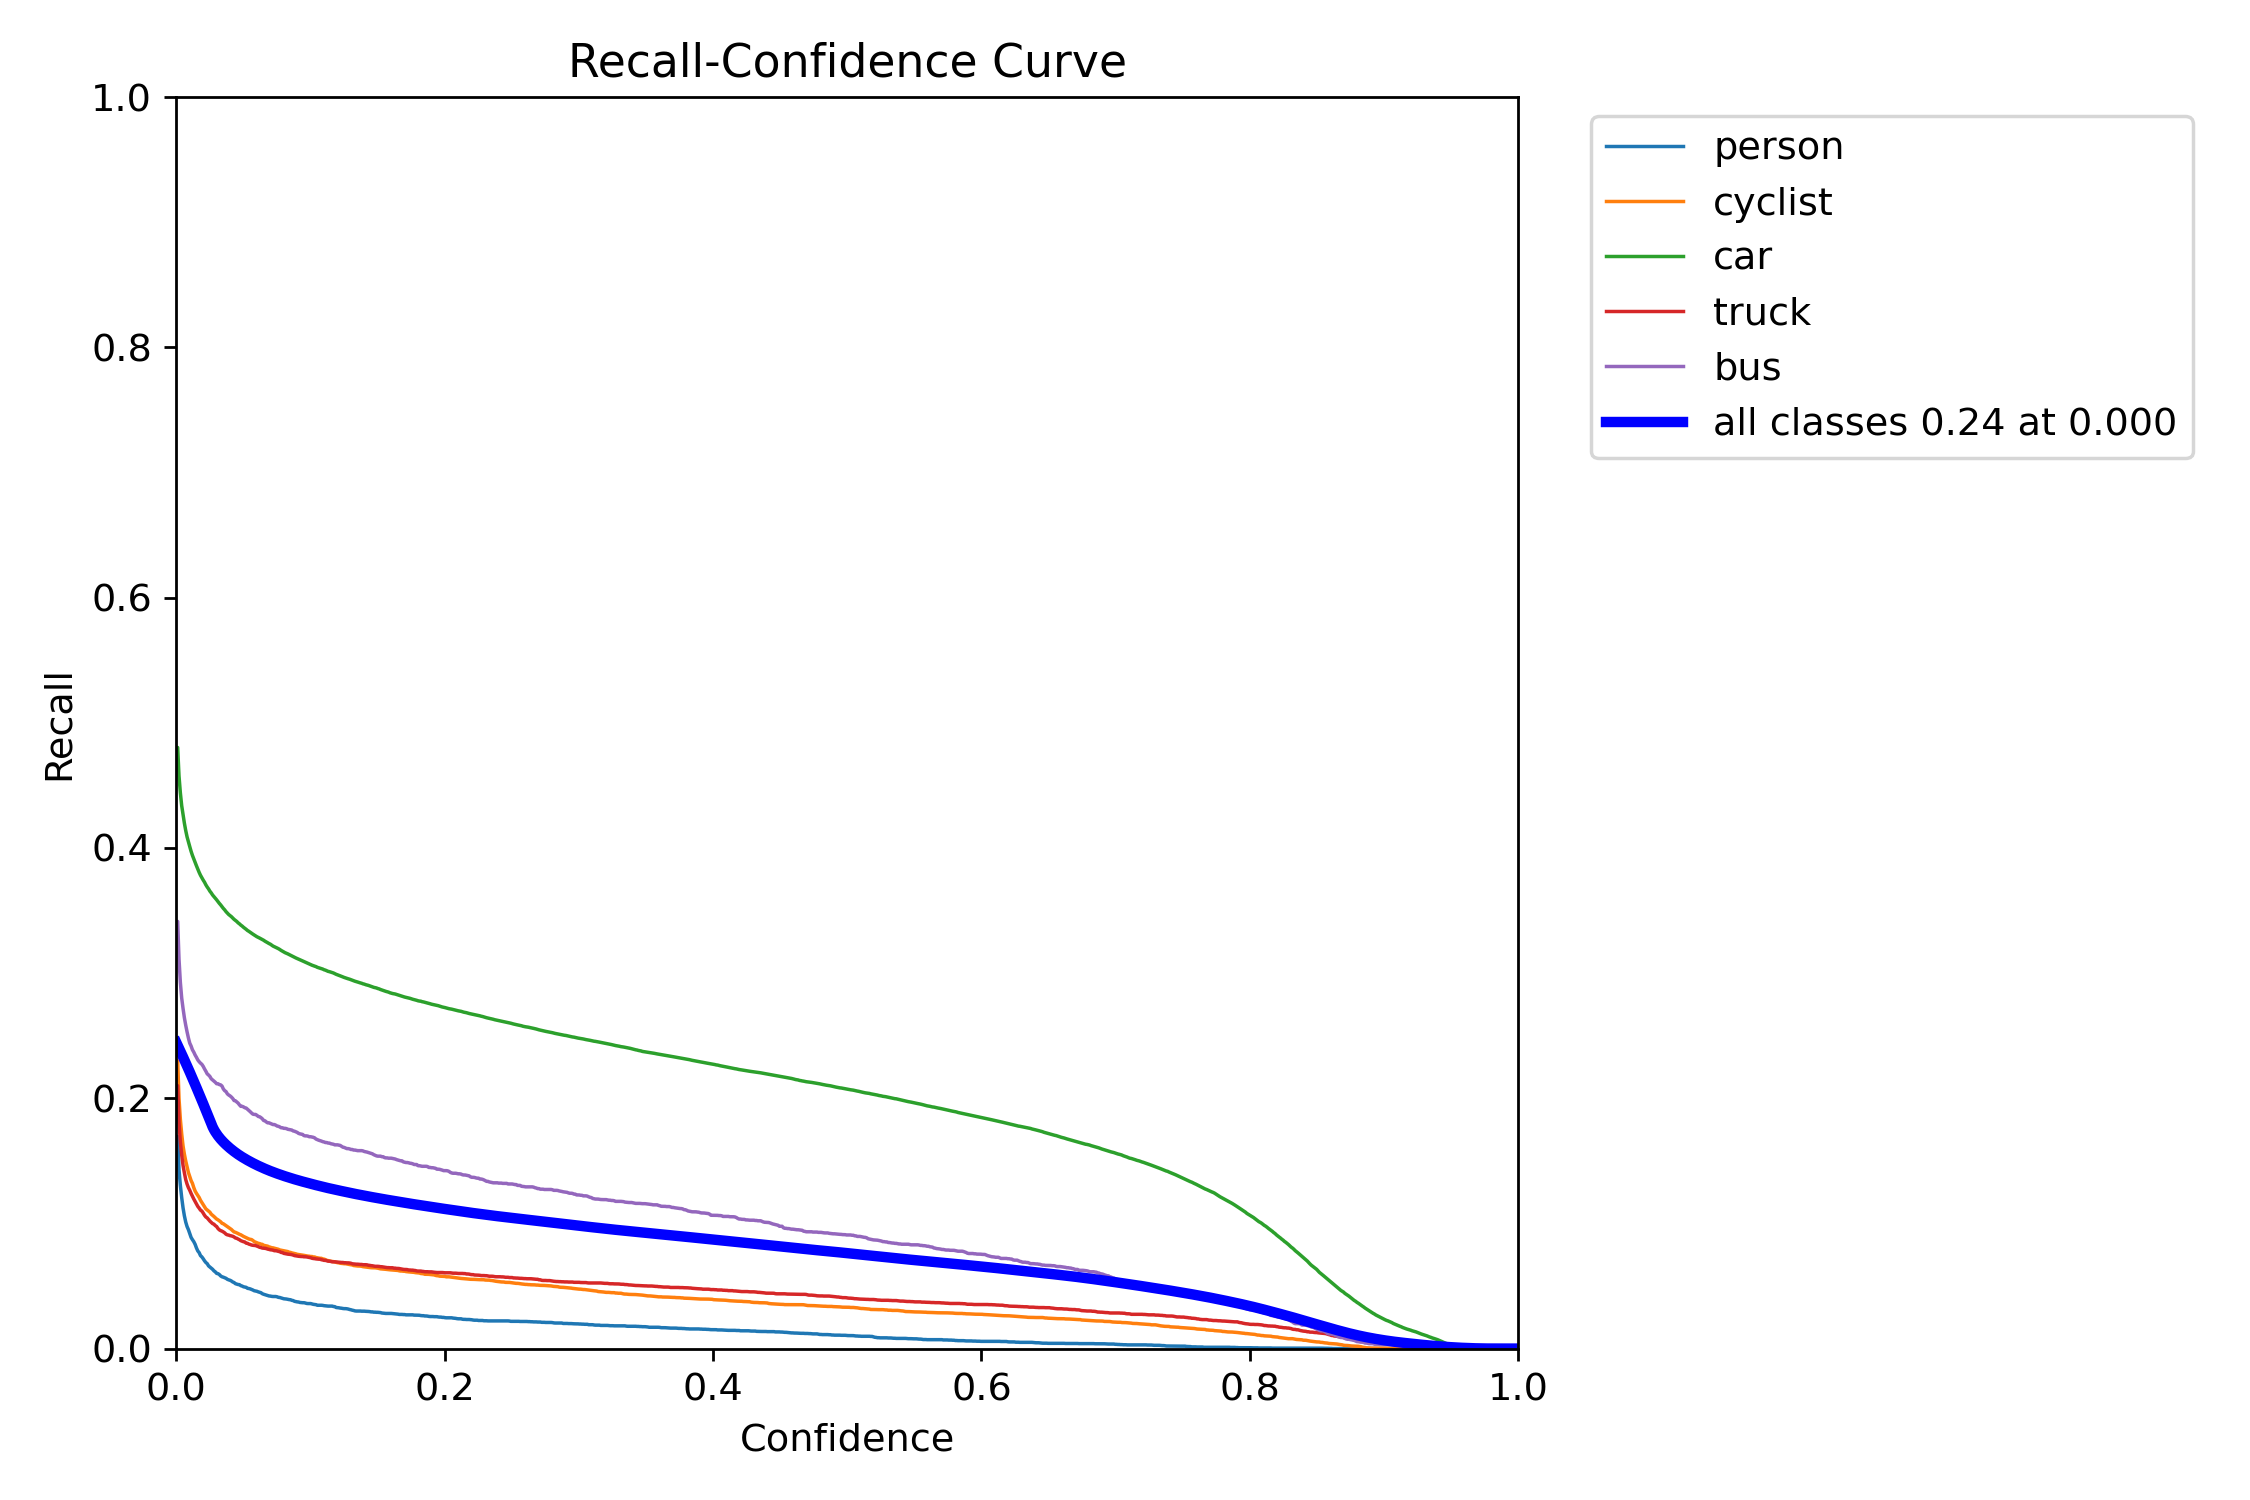 Recall-Confidence Curve
1.0
0.8
0.6
0.4
0.2
0.0
Recall
0.0 0.2 0.4 0.6 0.8 1.0
Confidence
person
cyclist
car
truck
bus
all classes 0.24 at 0.000